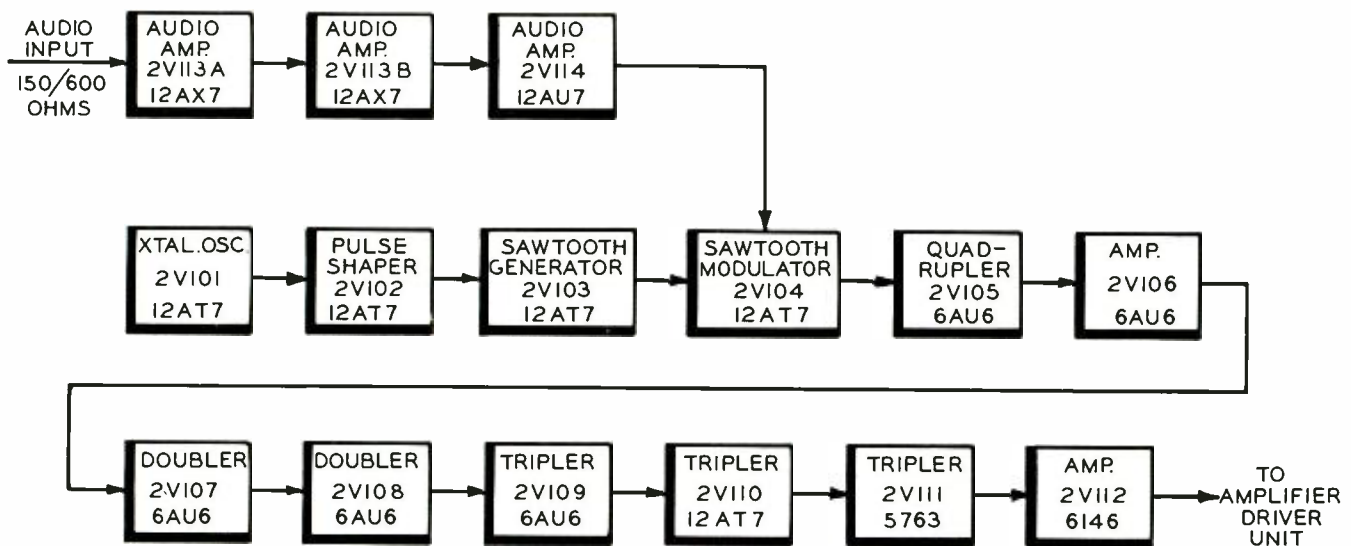 AUDIO
INPUT
150/600
OHMS
AUDIO
AMP.
2V113A
12AX7
AUDIO
AMP.
2V113B
12AX7
AUDIO
AMP.
2V114
12AU7
XTAL. OSC.
2V101
12AT7
PULSE
SHAPER
2V102
12AT7
SAWTOOTH
GENERATOR
2V103
12AT7
SAWTOOTH
MODULATOR
2V104
12AT7
QUAD-
RUPLER
2V105
6AU6
AMP.
2V106
6AU6
DOUBLER
2V107
6AU6
DOUBLER
2V108
6AU6
TRIPLER
2V109
6AU6
TRIPLER
2V110
12AT7
TRIPLER
2V111
5763
AMP.
2V112
6146
TO
AMPLIFIER
DRIVER
UNIT